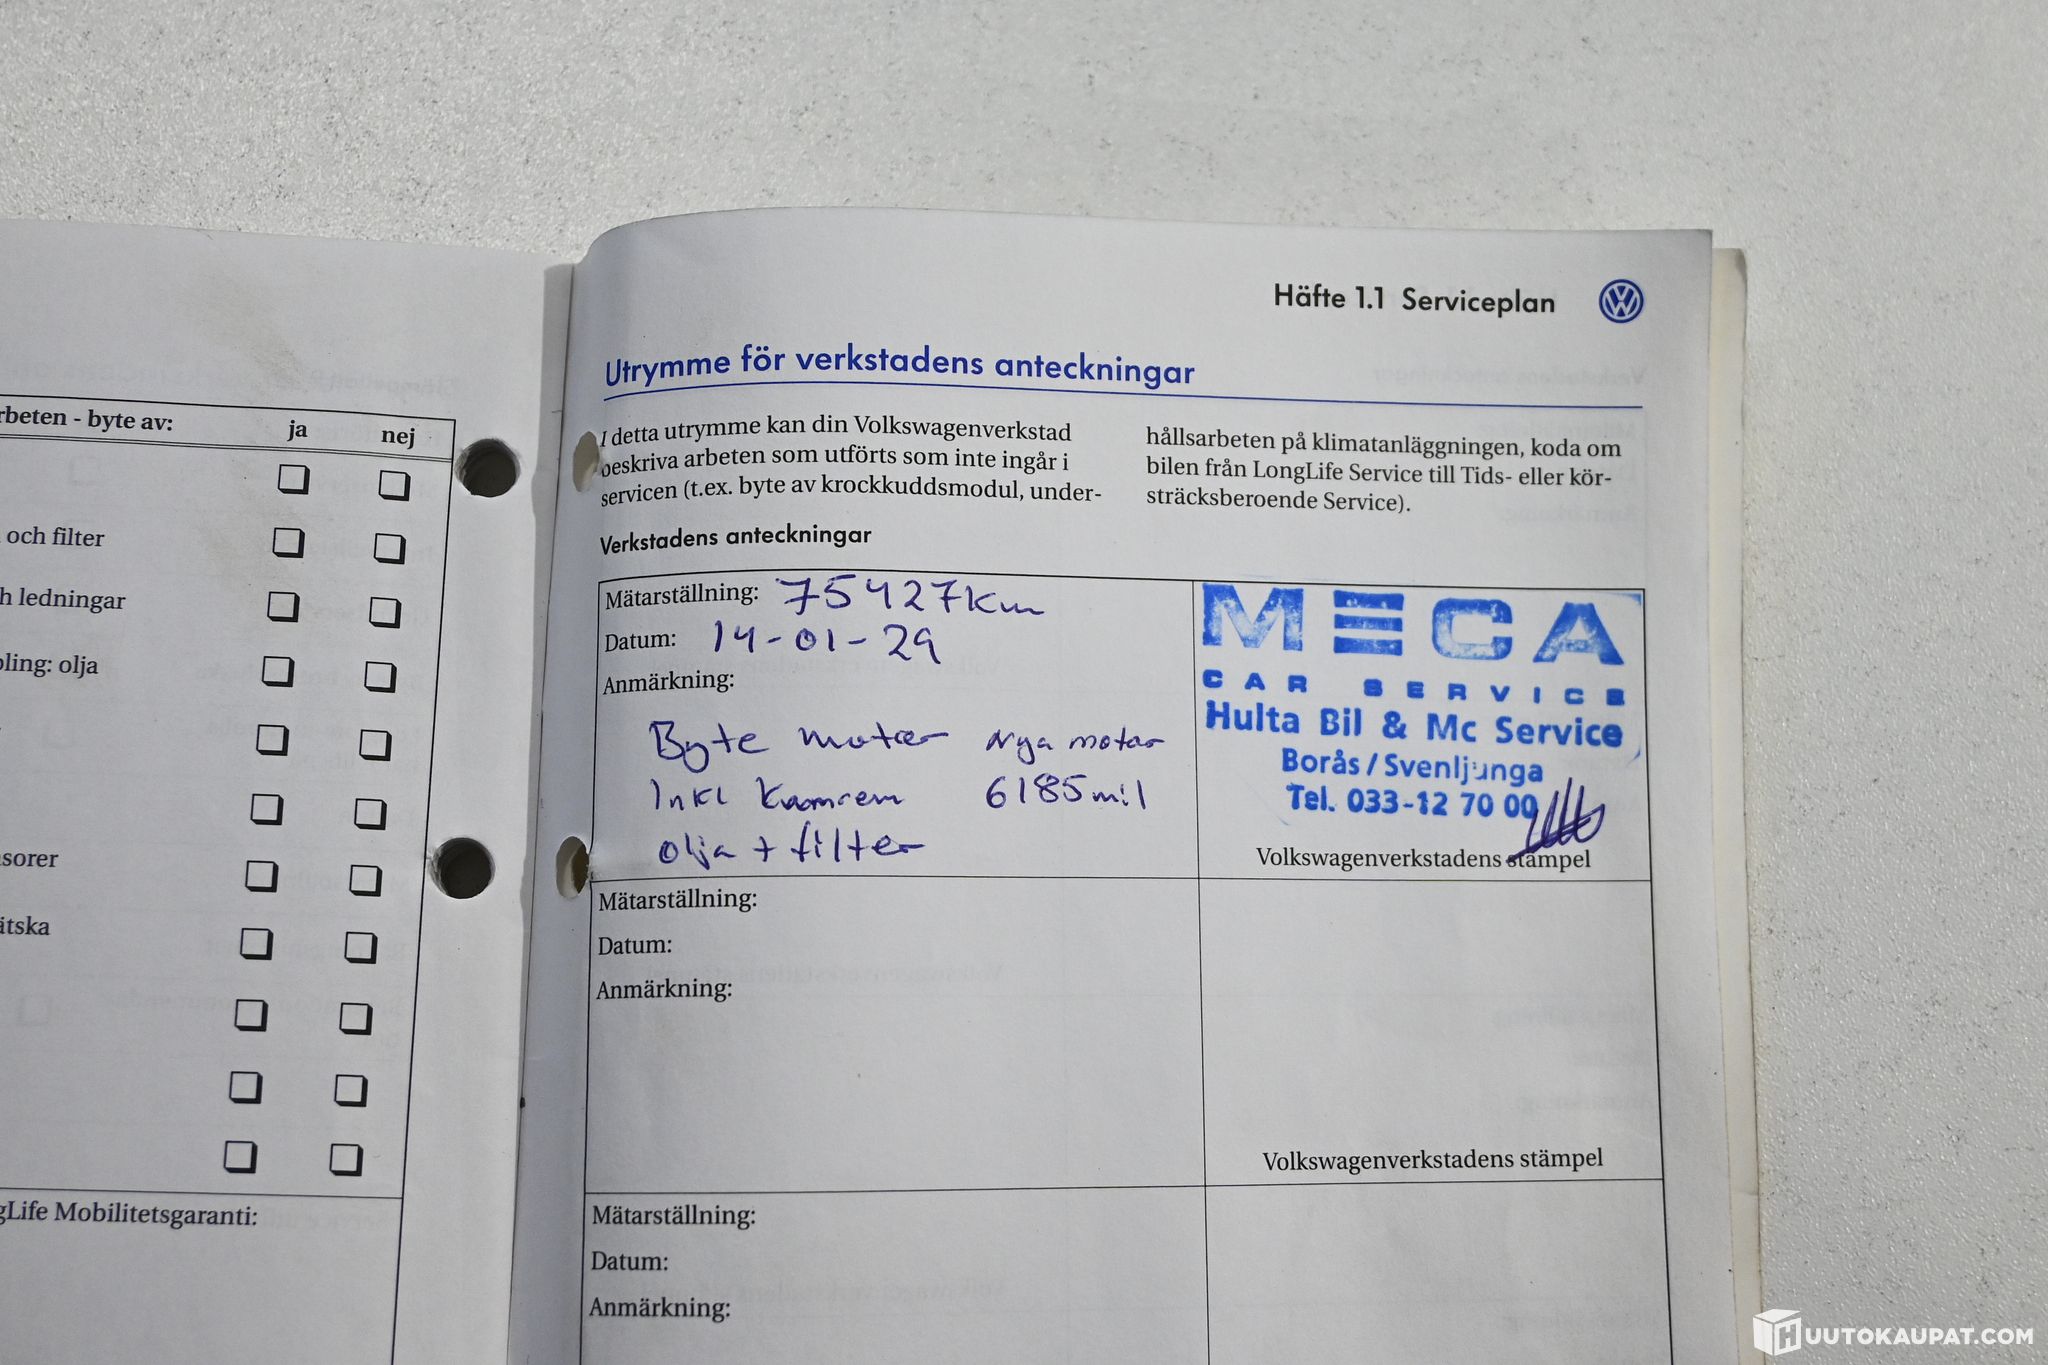 Häfte 1.1 Serviceplan
Utrymme för verkstadens anteckningar
I detta utrymme kan din Volkswagenverkstad
beskriva arbeten som utförts som inte ingår i
servicen (t.ex. byte av krockkuddsmodul, under-
hållsarbeten på klimatanläggningen, koda om
bilen från LongLife Service till Tids- eller kör-
sträcksberoende Service).
Verkstadens anteckningar
Mätarställning: 75427km
Datum: 14-01-29
Anmärkning:
Byte motor nya motor
Inkl kamrem 6185mil
olja + filter
MECA
CAR SERVICE
Hulta Bil & Mc Service
Borås / Svenljunga
Tel. 033-12 70 00
Volkswagenverkstadens stämpel
Mätarställning:
Datum:
Anmärkning:
Volkswagenverkstadens stämpel
Mätarställning:
Datum:
Anmärkning:
rbeten - byte av: ja nej
och filter
h ledningar
ling: olja
sorer
ätska
gLife Mobilitetsgaranti:
HUUTOKAUPAT.COM